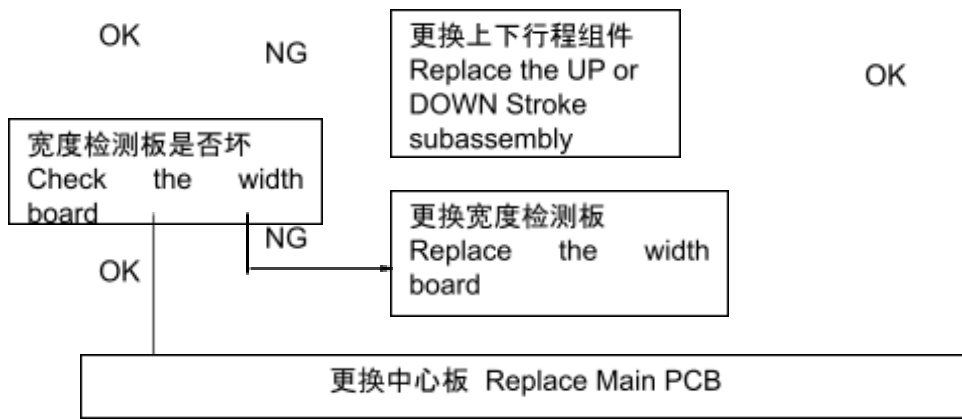 OK
NG
更换上下行程组件
Replace the UP or
DOWN Stroke
subassembly
OK
宽度检测板是否坏
Check the width
board
NG
OK
更换宽度检测板
Replace the width
board
更换中心板 Replace Main PCB